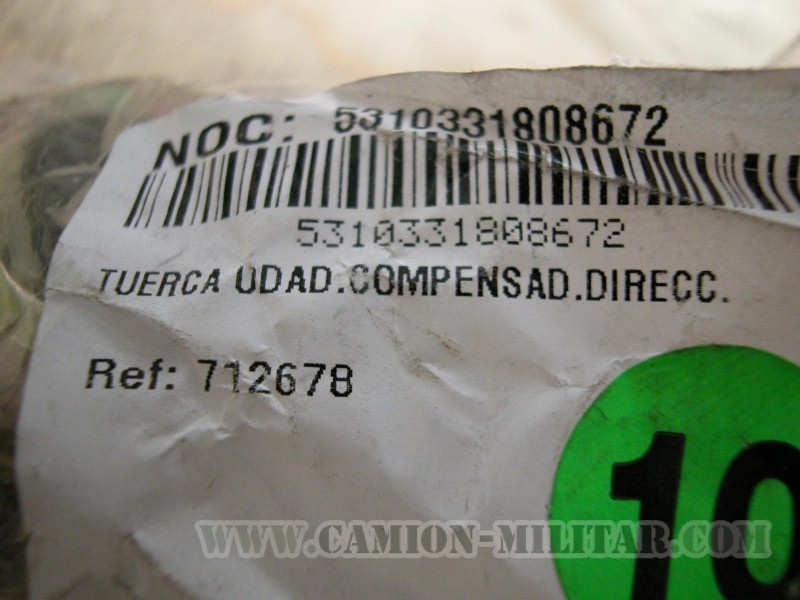 NOC: 5310331808672
5310331808672
TUERCA UDAD.COMPENSAD.DIRECC.
Ref: 712678
10
WWW.CAMION-MILITAR.COM